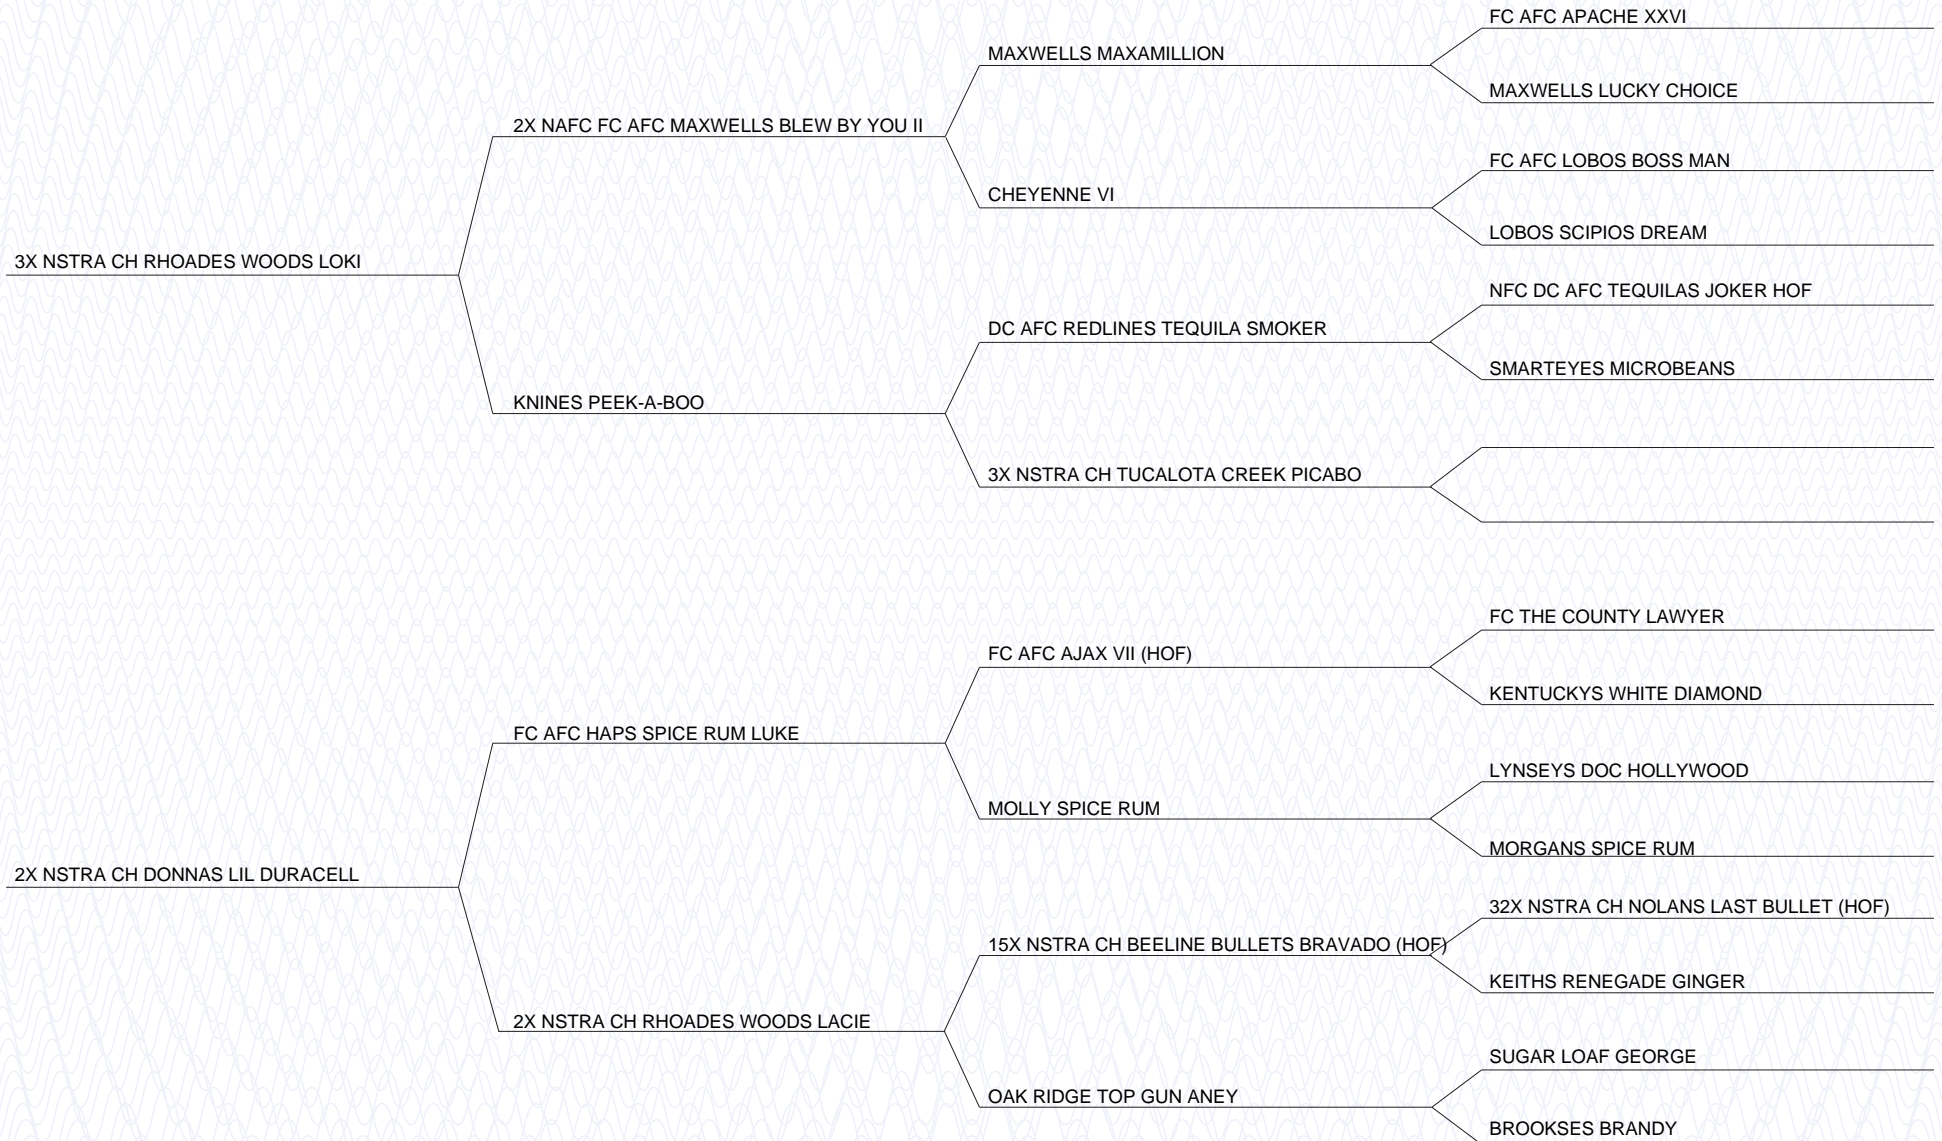 FC AFC APACHE XXVI
MAXWELLS MAXAMILLION
MAXWELLS LUCKY CHOICE
2X NAFC FC AFC MAXWELLS BLEW BY YOU II
FC AFC LOBOS BOSS MAN
CHEYENNE VI
LOBOS SCIPIOS DREAM
3X NSTRA CH RHOADES WOODS LOKI
NFC DC AFC TEQUILAS JOKER HOF
DC AFC REDLINES TEQUILA SMOKER
SMARTEYES MICROBEANS
KNINES PEEK-A-BOO
3X NSTRA CH TUCALOTA CREEK PICABO
FC THE COUNTY LAWYER
FC AFC AJAX VII (HOF)
KENTUCKYS WHITE DIAMOND
FC AFC HAPS SPICE RUM LUKE
LYNSEYS DOC HOLLYWOOD
MOLLY SPICE RUM
MORGANS SPICE RUM
2X NSTRA CH DONNAS LIL DURACELL
32X NSTRA CH NOLANS LAST BULLET (HOF)
15X NSTRA CH BEELINE BULLETS BRAVADO (HOF)
KEITHS RENEGADE GINGER
2X NSTRA CH RHOADES WOODS LACIE
SUGAR LOAF GEORGE
OAK RIDGE TOP GUN ANEY
BROOKSES BRANDY